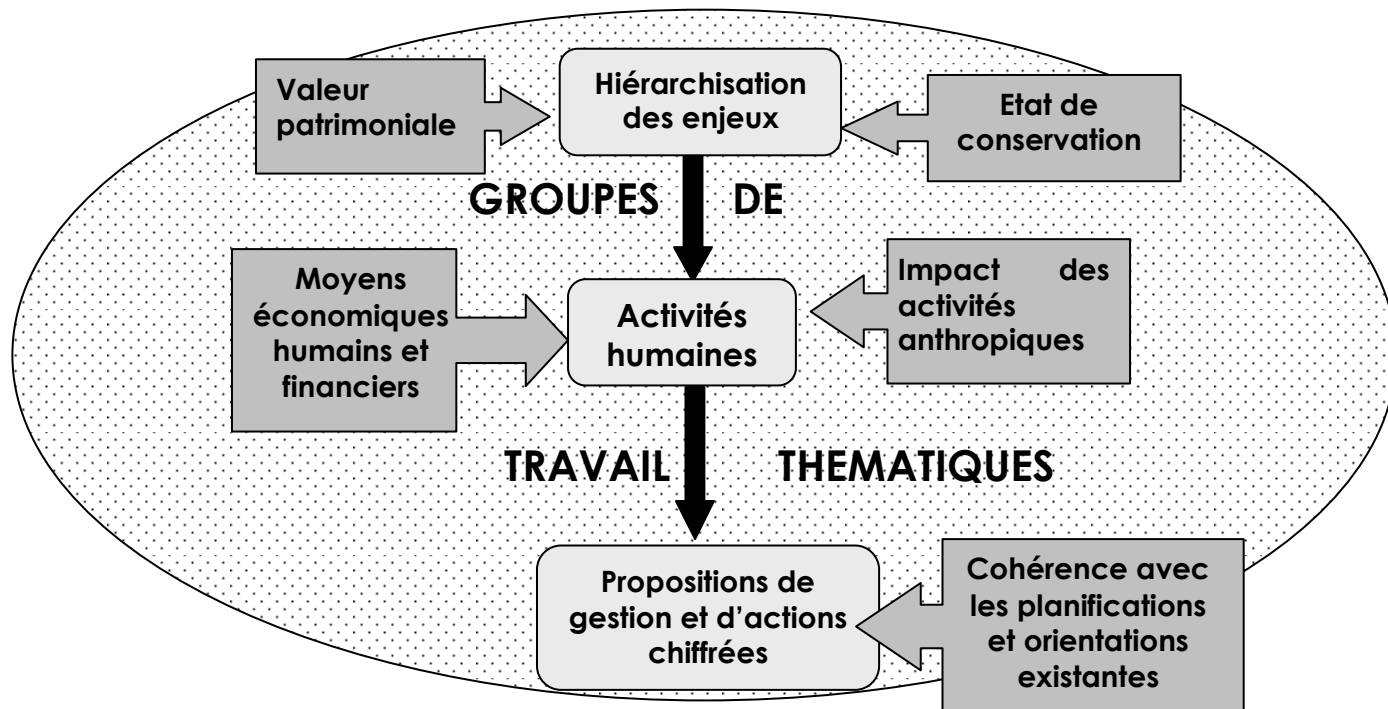 Valeur
patrimoniale
Hiérarchisation
des enjeux
Etat de
conservation
GROUPES DE
Moyens
économiques
humains et
financiers
Activités
humaines
Impact des
activités
anthropiques
TRAVAIL THEMATIQUES
Propositions de
gestion et d’actions
chiffrées
Cohérence avec
les planifications
et orientations
existantes